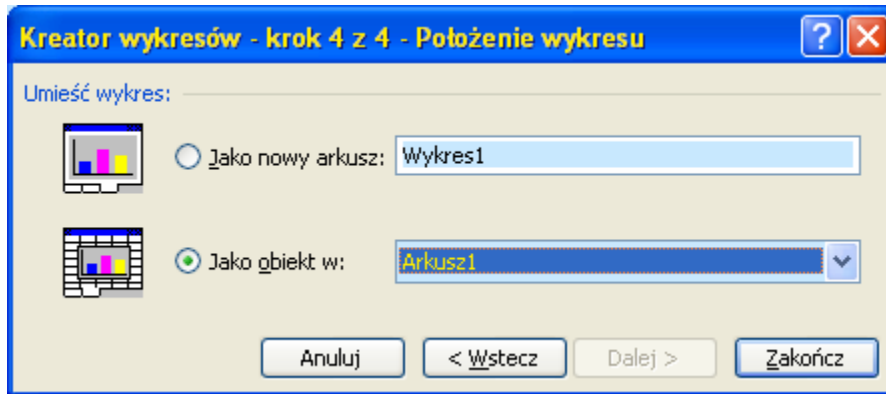 Kreator wykresów - krok 4 z 4 - Położenie wykresu
Umieść wykres:
Jako nowy arkusz: Wykres1
Jako obiekt w: Arkusz1
Anuluj < Wstecz Dalej > Zakończ